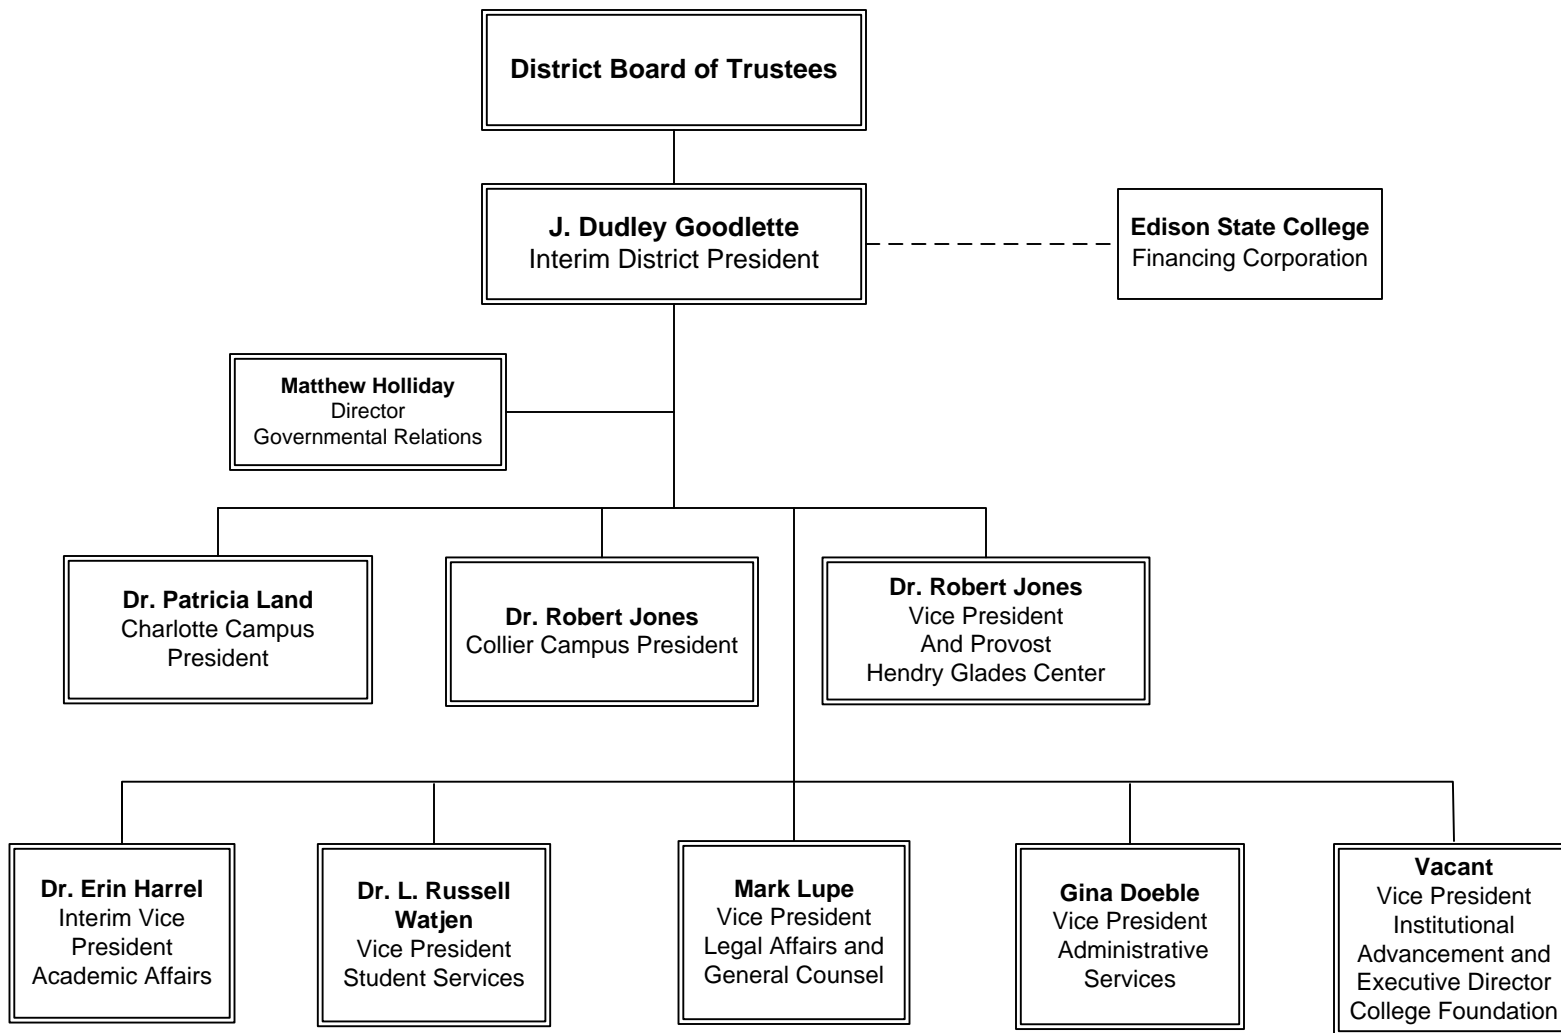 District Board of Trustees
J. Dudley Goodlette
Interim District President
Edison State College
Financing Corporation
Matthew Holliday
Director
Governmental Relations
Dr. Patricia Land
Charlotte Campus
President
Dr. Robert Jones
Collier Campus President
Dr. Robert Jones
Vice President
And Provost
Hendry Glades Center
Dr. Erin Harrel
Interim Vice
President
Academic Affairs
Dr. L. Russell
Watjen
Vice President
Student Services
Mark Lupe
Vice President
Legal Affairs and
General Counsel
Gina Doeble
Vice President
Administrative
Services
Vacant
Vice President
Institutional
Advancement and
Executive Director
College Foundation